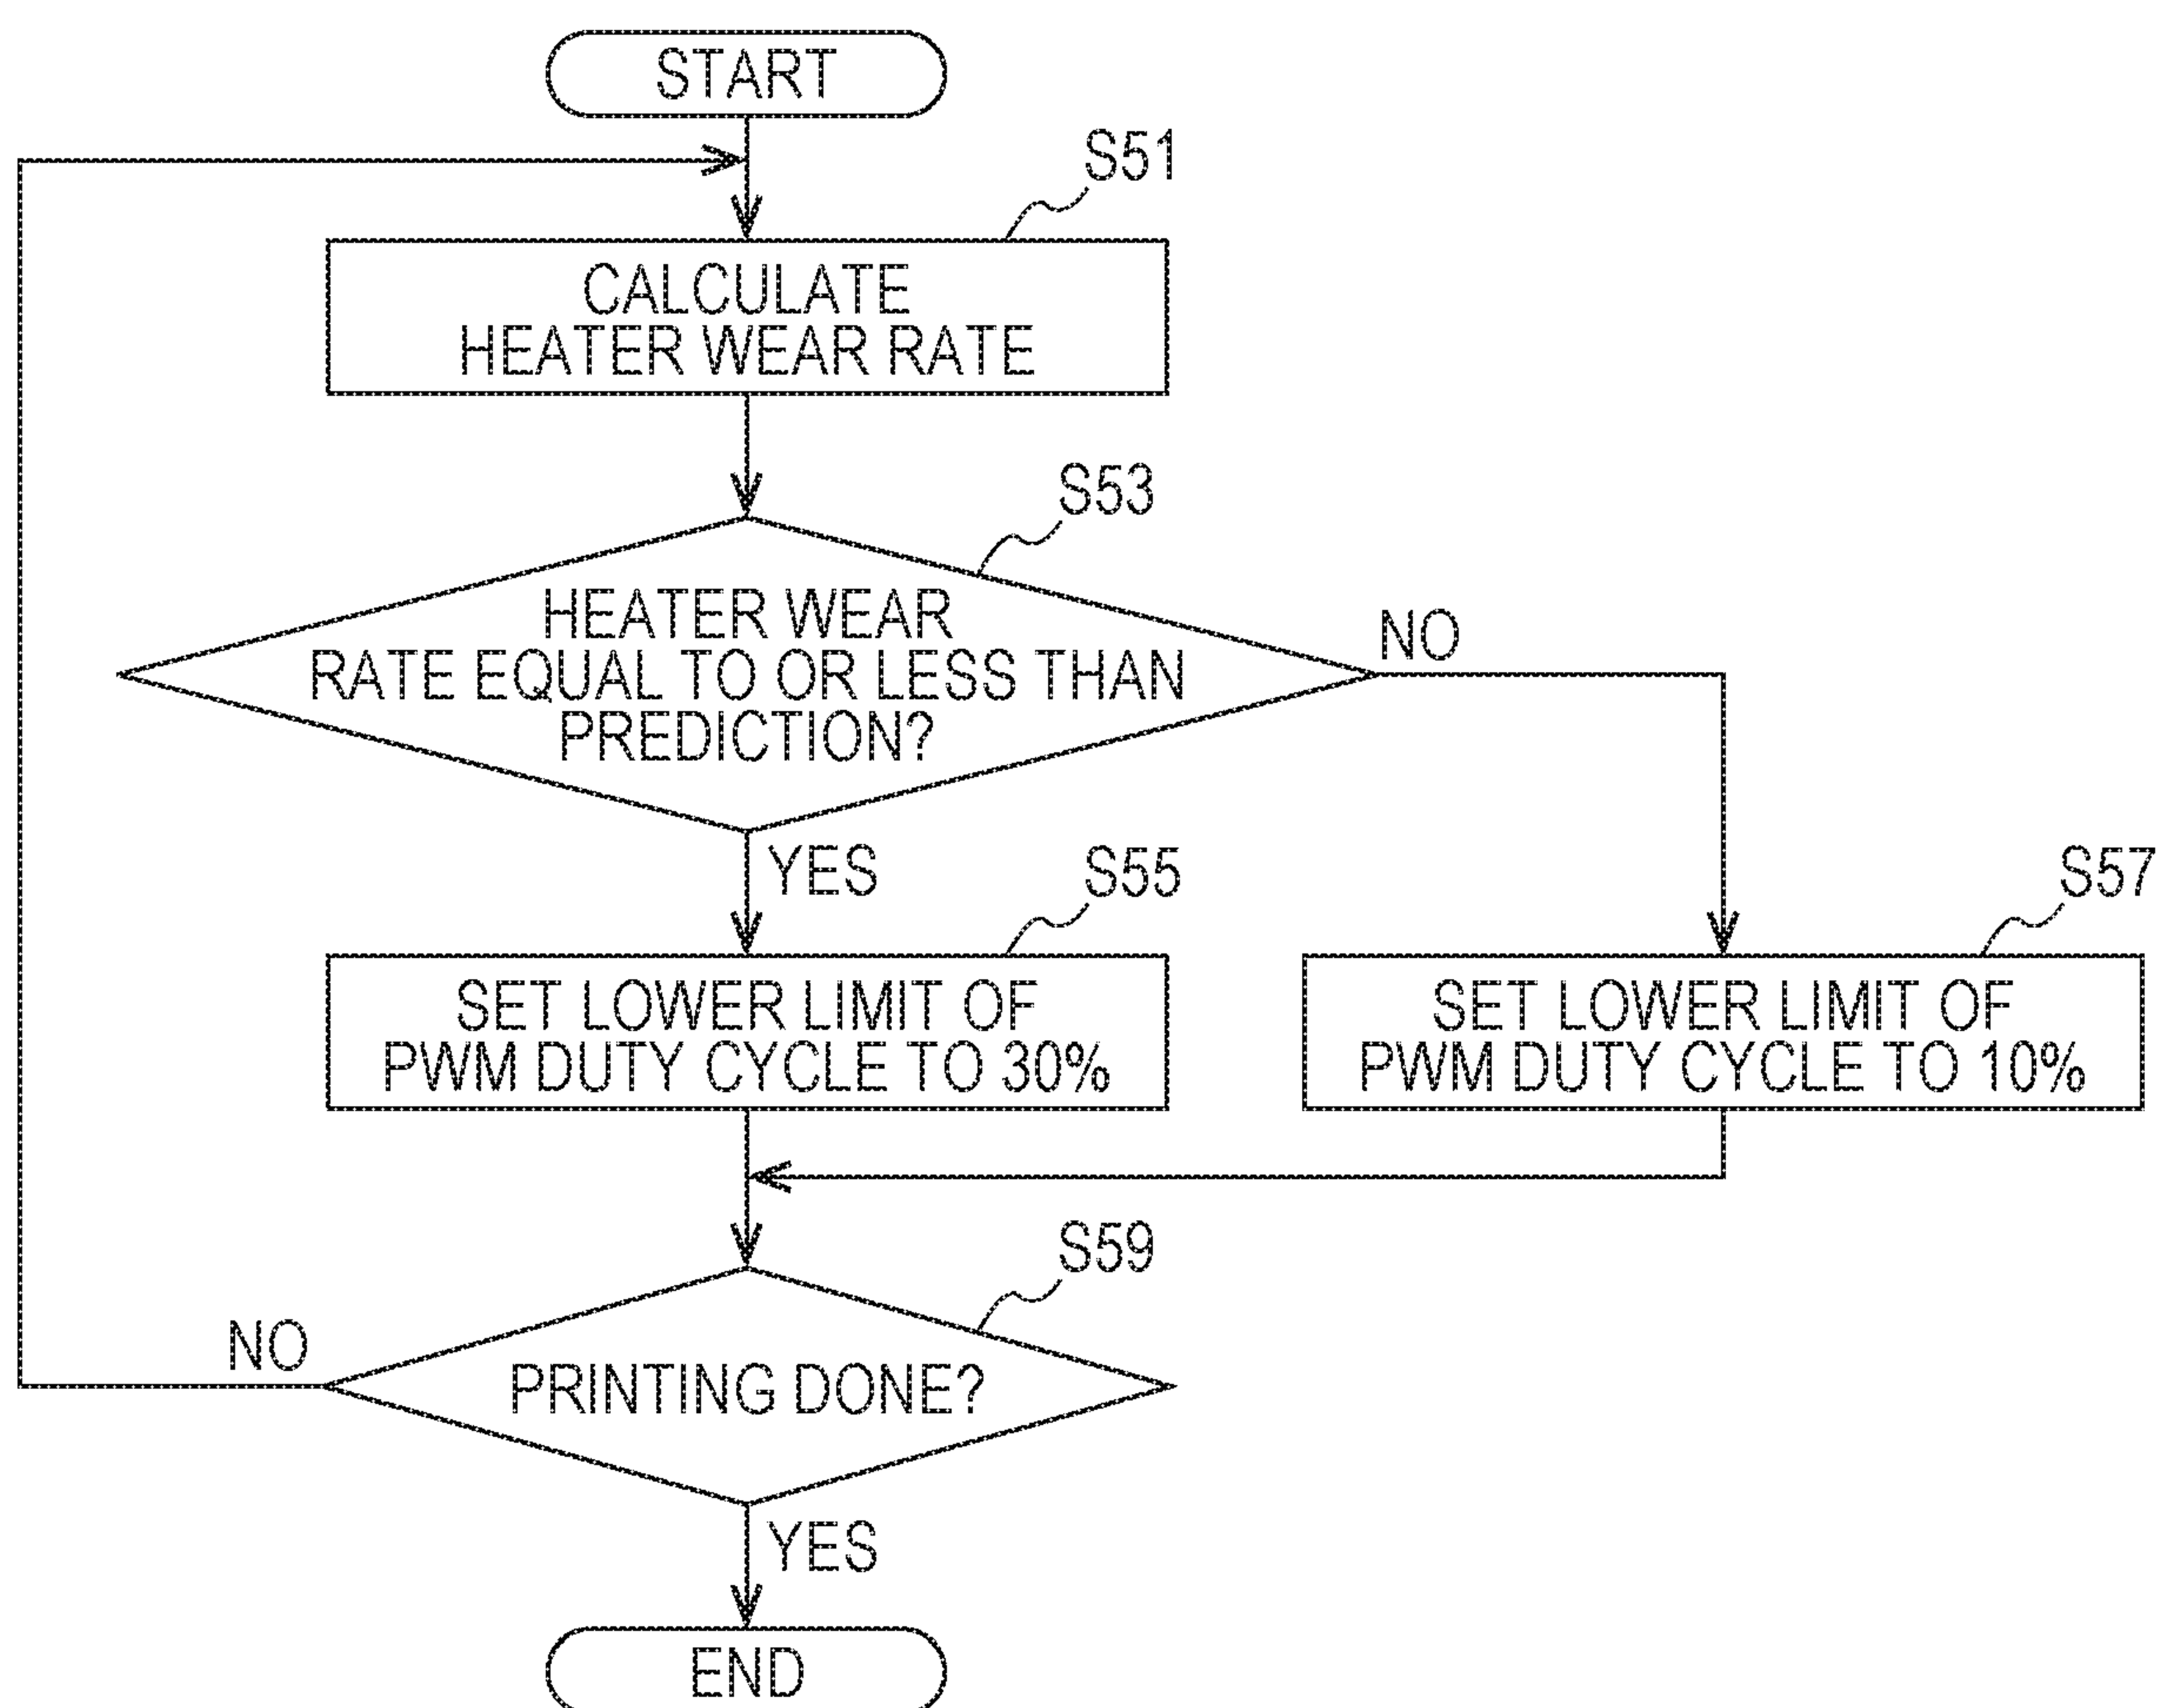 START
S51
CALCULATE
HEATER WEAR RATE
S53
HEATER WEAR
RATE EQUAL TO OR LESS THAN
PREDICTION?
NO
YES
S55
S57
SET LOWER LIMIT OF
PWM DUTY CYCLE TO 30%
SET LOWER LIMIT OF
PWM DUTY CYCLE TO 10%
S59
NO
PRINTING DONE?
YES
END